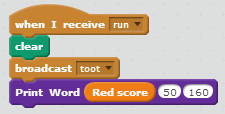 when I receive run
clear
broadcast toot
Print Word Red score 50 160